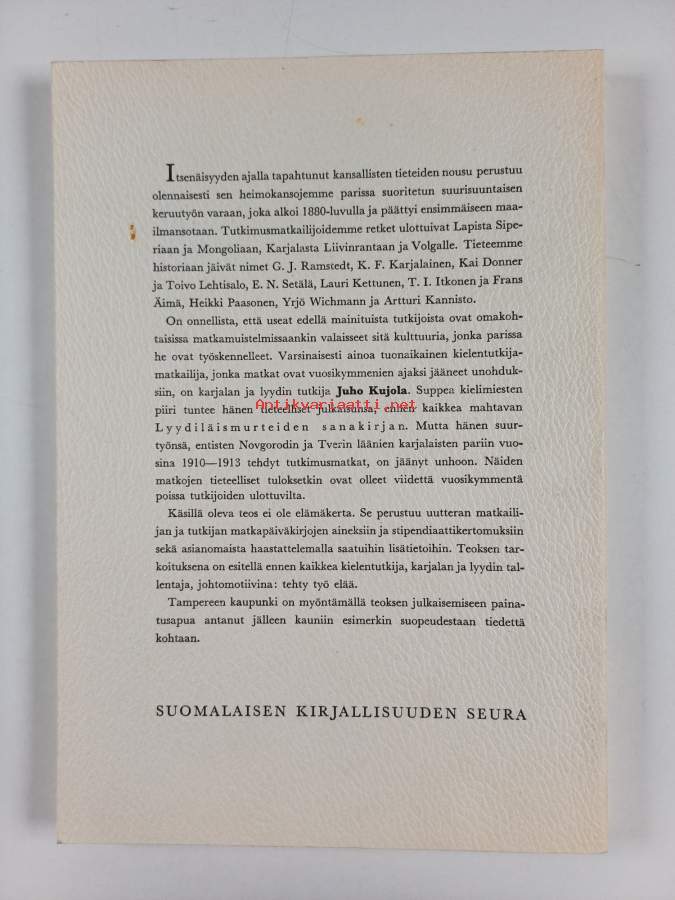 Itsenäisyyden ajalla tapahtunut kansallisten tieteiden nousu perustuu
olennaisesti sen heimokansojemme parissa suoritetun suurisuuntaisen
keruutyön varaan, joka alkoi 1880-luvulla ja päättyi ensimmäiseen maa-
ilmansotaan. Tutkimusmatkailijoidemme retket ulottuivat Lapista Sipe-
riaan ja Mongoliaan, Karjalasta Liivinrantaan ja Volgalle. Tieteemme
historiaan jäivät nimet G. J. Ramstedt, K. F. Karjalainen, Kai Donner
ja Toivo Lehtisalo, E. N. Setälä, Lauri Kettunen, T. I. Itkonen ja Frans
Äimä, Heikki Paasonen, Yrjö Wichmann ja Artturi Kannisto.
On onnellista, että useat edellä mainituista tutkijoista ovat omakoh-
taisissa matkamuistelmissaankin valaisseet sitä kulttuuria, jonka parissa
he ovat työskennelleet. Varsinaisesti ainoa tuonaikainen kielentutkija-
matkailija, jonka matkat ovat vuosikymmenien ajaksi jääneet unohduk-
siin, on karjalan ja lyydin tutkija Juho Kujola. Suppea kielimiesten
piiri tuntee hänen tieteelliset julkaisunsa, ennen kaikkea mahtavan
Antikvariaatti.net
Lyydiläismurteiden sanakirjan. Mutta hänen suur-
työnsä, entisten Novgorodin ja Tverin läänien karjalaisten pariin vuo-
sina 1910—1913 tehdyt tutkimusmatkat, on jäänyt unhoon. Näiden
matkojen tieteelliset tuloksetkin ovat olleet viidettä vuosikymmentä
poissa tutkijoiden ulottuvilta.
Käsillä oleva teos ei ole elämäkerta. Se perustuu uutteran matkaili-
jan ja tutkijan matkapäiväkirjojen aineksiin ja stipendiaattikertomuksiin
sekä asianomaista haastattelemalla saatuihin lisätietoihin. Teoksen tar-
koituksena on esitellä ennen kaikkea kielentutkija, karjalan ja lyydin tal-
lentaja, johtomotiivina: tehty työ elää.
Tampereen kaupunki on myöntämällä teoksen julkaisemiseen paina-
tusapua antanut jälleen kauniin esimerkin suopeudestaan tiedettä
kohtaan.
SUOMALAISEN KIRJALLISUUDEN SEURA